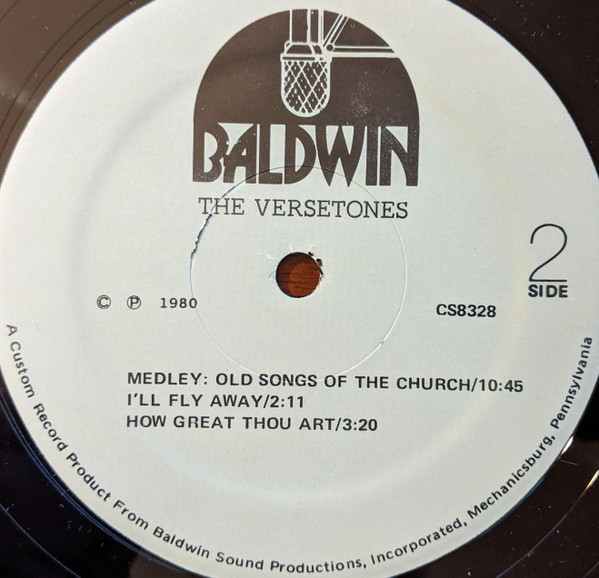 BALDWIN
THE VERSETONES
2
SIDE
© ℗ 1980
CS8328
MEDLEY: OLD SONGS OF THE CHURCH/10:45
I'LL FLY AWAY/2:11
HOW GREAT THOU ART/3:20
A Custom Record Product From Baldwin Sound Productions, Incorporated, Mechanicsburg, Pennsylvania